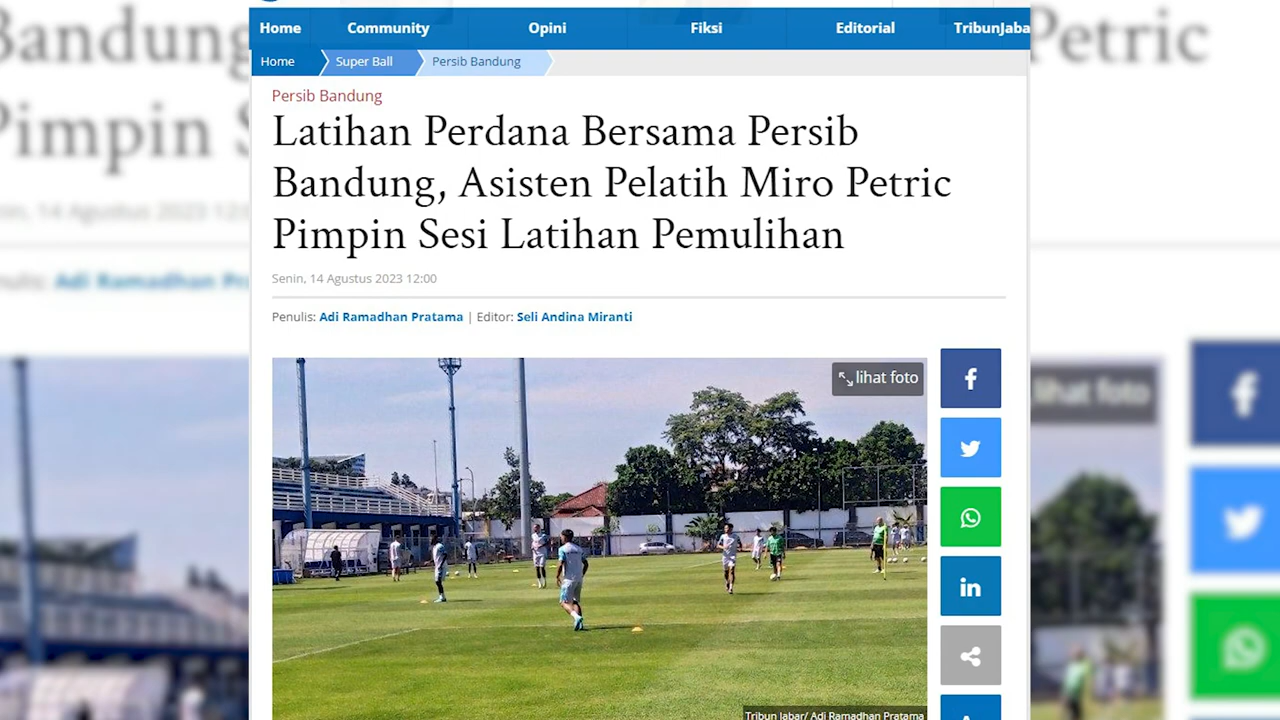 Home Community Opini Fiksi Editorial TribunJaba
Home Super Ball Persib Bandung
Persib Bandung
Latihan Perdana Bersama Persib
Bandung, Asisten Pelatih Miro Petric
Pimpin Sesi Latihan Pemulihan
Senin, 14 Agustus 2023 12:00
Penulis: Adi Ramadhan Pratama | Editor: Seli Andina Miranti
lihat foto
Tribun Jabar/ Adi Ramadhan Pratama